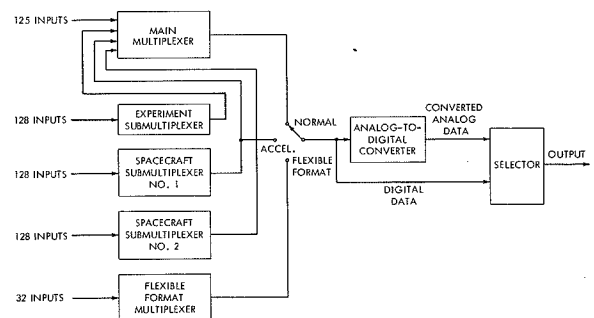 125 INPUTS
MAIN
MULTIPLEXER
128 INPUTS
EXPERIMENT
SUBMULTIPLEXER
128 INPUTS
SPACECRAFT
SUBMULTIPLEXER
NO. 1
128 INPUTS
SPACECRAFT
SUBMULTIPLEXER
NO. 2
32 INPUTS
FLEXIBLE
FORMAT
MULTIPLEXER
NORMAL
ACCEL.
FLEXIBLE
FORMAT
ANALOG-TO-
DIGITAL
CONVERTER
CONVERTED
ANALOG
DATA
DIGITAL
DATA
SELECTOR
OUTPUT